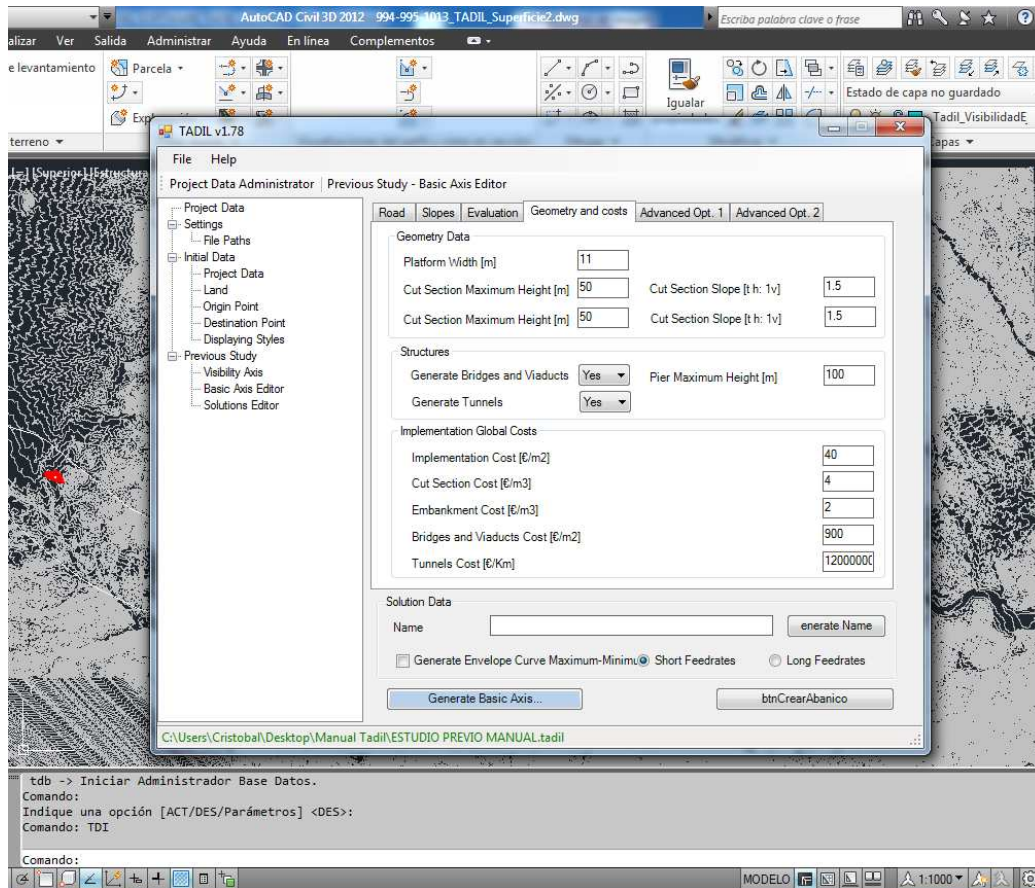 AutoCAD Civil 3D 2012 994-995-1013_TADIL_Superficie2.dwg
Escriba palabra clave o frase
alizar Ver Salida Administrar Ayuda En línea Complementos
e levantamiento
Parcela
Igualar
Estado de capa no guardado
Tadil_VisibilidadE
terreno
apas
[–] [Superior] [Estructura
TADIL v1.78
File Help
Project Data Administrator Previous Study - Basic Axis Editor
Project Data
Settings
File Paths
Initial Data
Project Data
Land
Origin Point
Destination Point
Displaying Styles
Previous Study
Visibility Axis
Basic Axis Editor
Solutions Editor
Road Slopes Evaluation Geometry and costs Advanced Opt. 1 Advanced Opt. 2
Geometry Data
Platform Width [m] 11
Cut Section Maximum Height [m] 50 Cut Section Slope [t h: 1v] 1.5
Cut Section Maximum Height [m] 50 Cut Section Slope [t h: 1v] 1.5
Structures
Generate Bridges and Viaducts Yes Pier Maximum Height [m] 100
Generate Tunnels Yes
Implementation Global Costs
Implementation Cost [€/m2] 40
Cut Section Cost [€/m3] 4
Embankment Cost [€/m3] 2
Bridges and Viaducts Cost [€/m2] 900
Tunnels Cost [€/Km] 12000000
Solution Data
Name enerate Name
Generate Envelope Curve Maximum-Minimu Short Feedrates Long Feedrates
Generate Basic Axis... btnCrearAbanico
C:\Users\Cristobal\Desktop\Manual Tadil\ESTUDIO PREVIO MANUAL.tadil
tdb -> Iniciar Administrador Base Datos.
Comando:
Indique una opción [ACT/DES/Parámetros] <DES>:
Comando: TDI
Comando:
MODELO 1:1000